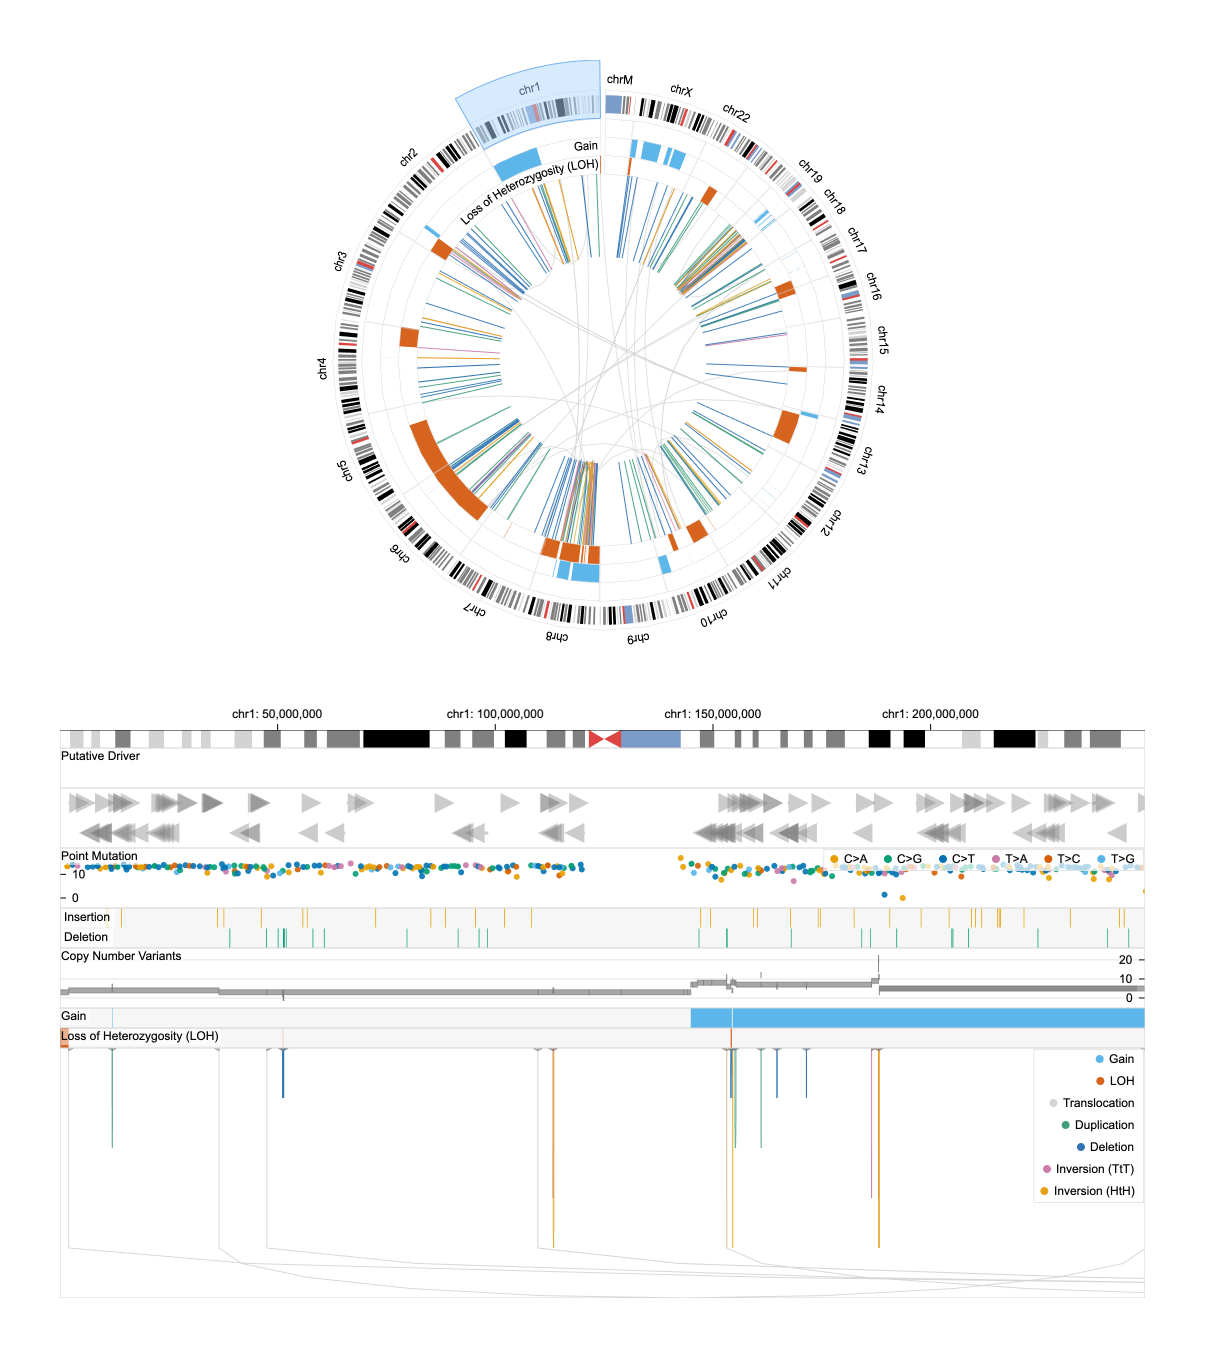 chrM
chrX
chr22
chr19
chr18
chr17
chr16
chr15
chr14
chr13
chr12
chr11
chr10
chr9
chr8
chr7
chr6
chr5
chr4
chr3
chr2
chr1
Gain
Loss of Heterozygosity (LOH)
chr1: 50,000,000 chr1: 100,000,000 chr1: 150,000,000 chr1: 200,000,000
Putative Driver
Point Mutation
C>A C>G C>T T>A T>C T>G
10
0
Insertion
Deletion
Copy Number Variants
20
10
0
Gain
Loss of Heterozygosity (LOH)
Gain
LOH
Translocation
Duplication
Deletion
Inversion (TtT)
Inversion (HtH)